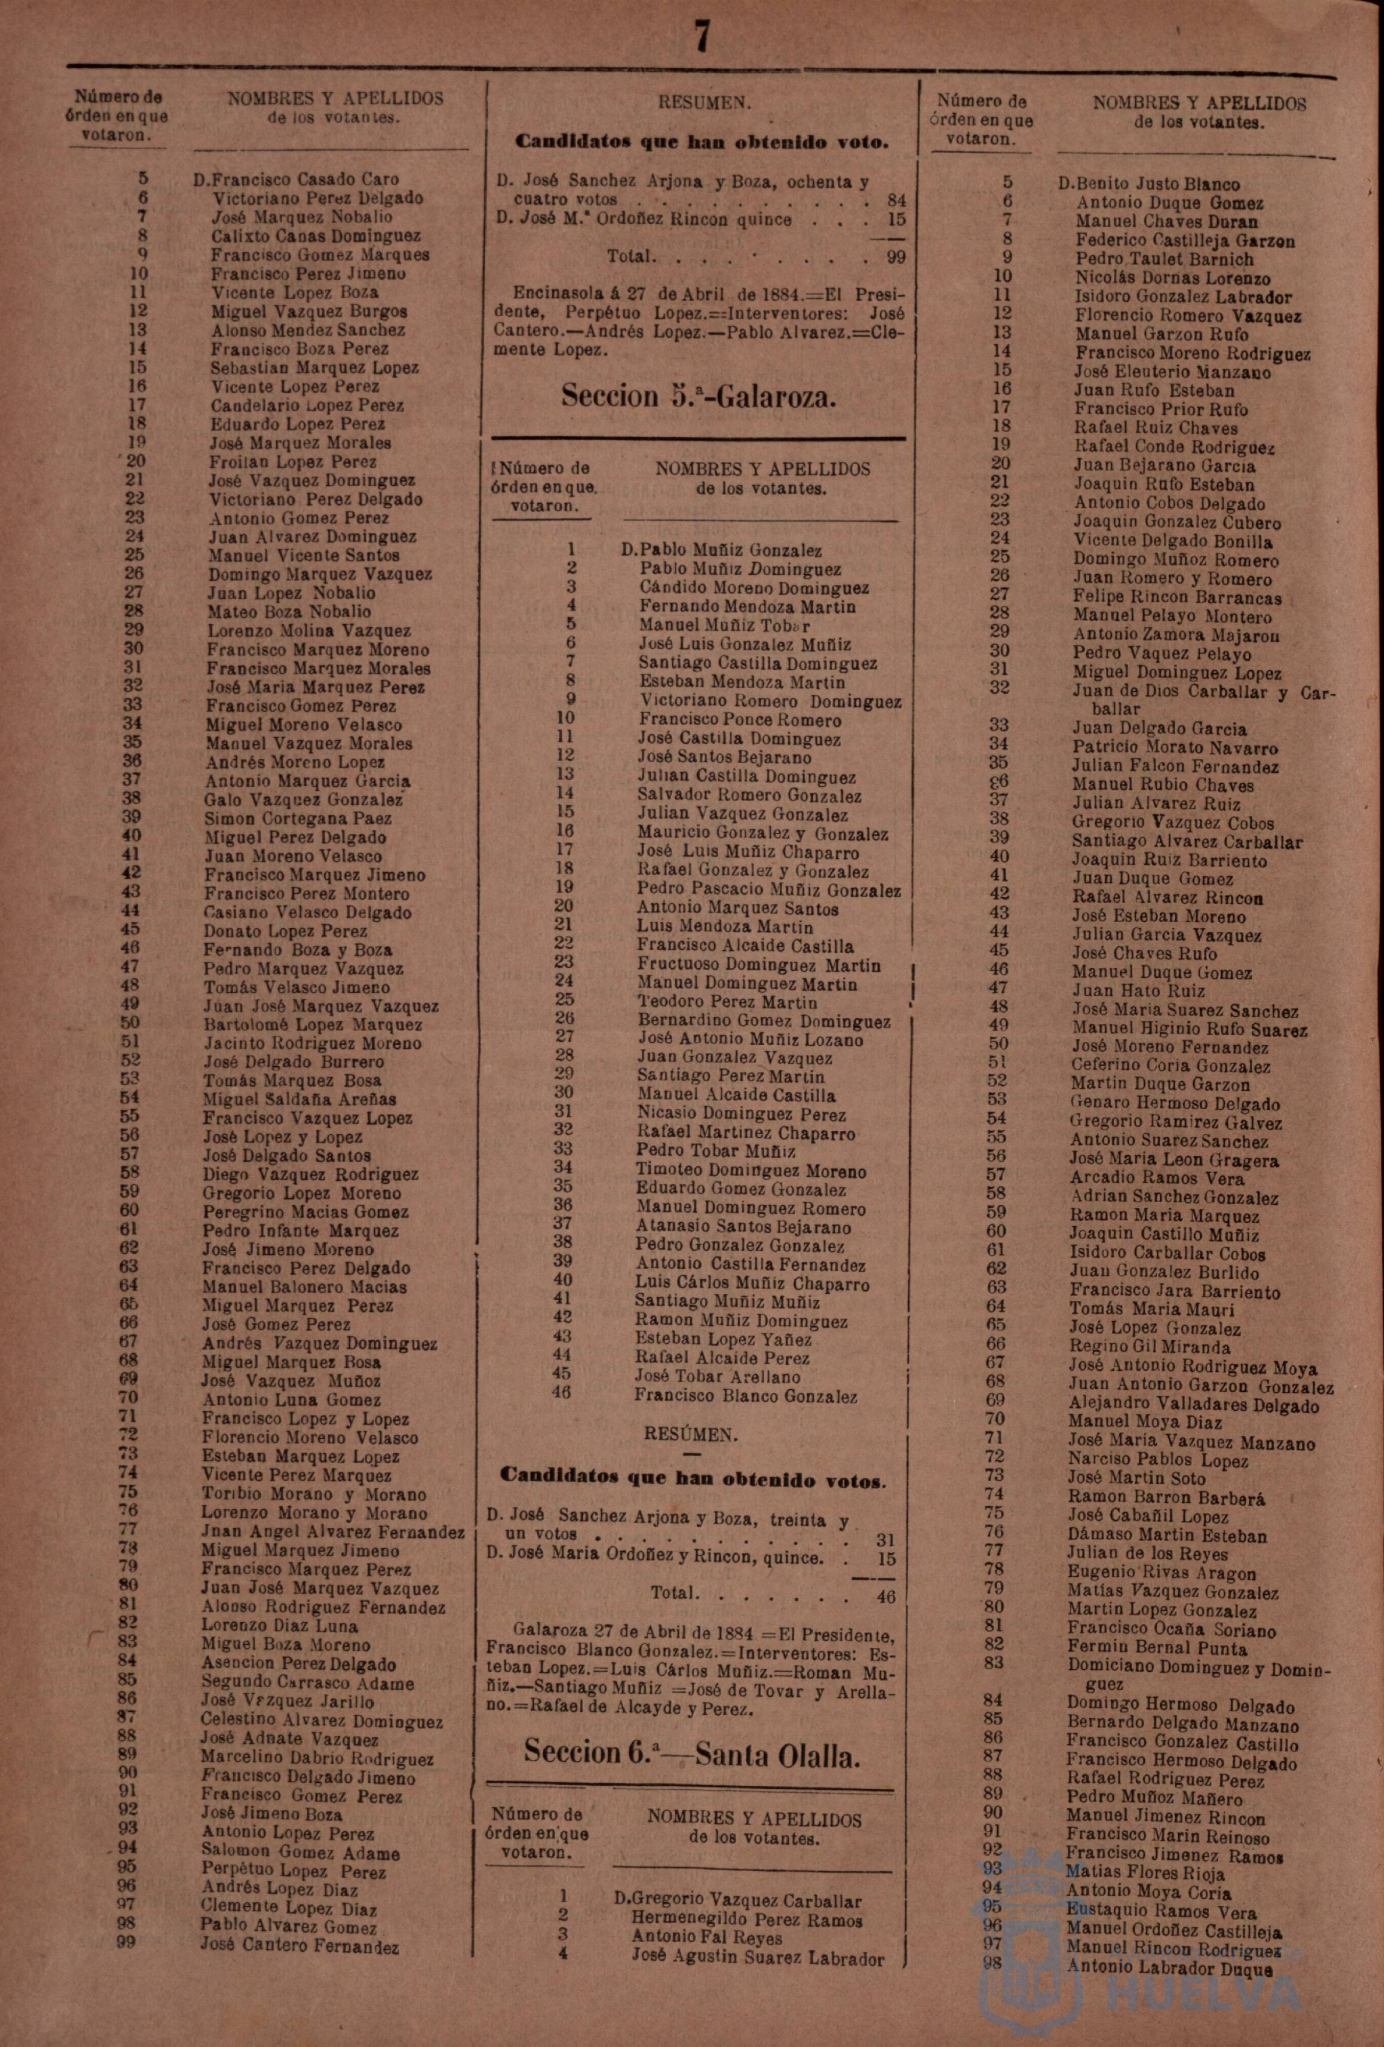 7
Número de
órden en que
votaron.
NOMBRES Y APELLIDOS
de los votantes.
5 D.Francisco Casado Caro
6 Victoriano Perez Delgado
7 José Marquez Nobalio
8 Calixto Canas Dominguez
9 Francisco Gomez Marques
10 Francisco Perez Jimeno
11 Vicente Lopez Boza
12 Miguel Vazquez Burgos
13 Alonso Mendez Sanchez
14 Francisco Boza Perez
15 Sebastian Marquez Lopez
16 Vicente Lopez Perez
17 Candelario Lopez Perez
18 Eduardo Lopez Perez
19 José Marquez Morales
20 Froilan Lopez Perez
21 José Vazquez Dominguez
22 Victoriano Perez Delgado
23 Antonio Gomez Perez
24 Juan Alvarez Dominguez
25 Manuel Vicente Santos
26 Domingo Marquez Vazquez
27 Juan Lopez Nobalio
28 Mateo Boza Nobalio
29 Lorenzo Molina Vazquez
30 Francisco Marquez Moreno
31 Francisco Marquez Morales
32 José Maria Marquez Perez
33 Francisco Gomez Perez
34 Miguel Moreno Velasco
35 Manuel Vazquez Morales
36 Andrés Moreno Lopez
37 Antonio Marquez Garcia
38 Galo Vazquez Gonzalez
39 Simon Cortegana Paez
40 Miguel Perez Delgado
41 Juan Moreno Velasco
42 Francisco Marquez Jimeno
43 Francisco Perez Montero
44 Casiano Velasco Delgado
45 Donato Lopez Perez
46 Fernando Boza y Boza
47 Pedro Marquez Vazquez
48 Tomás Velasco Jimeno
49 Juan José Marquez Vazquez
50 Bartolomé Lopez Marquez
51 Jacinto Rodriguez Moreno
52 José Delgado Burrero
53 Tomás Marquez Bosa
54 Miguel Saldaña Areñas
55 Francisco Vazquez Lopez
56 José Lopez y Lopez
57 José Delgado Santos
58 Diego Vazquez Rodriguez
59 Gregorio Lopez Moreno
60 Peregrino Macias Gomez
61 Pedro Infante Marquez
62 José Jimeno Moreno
63 Francisco Perez Delgado
64 Manuel Balonero Macias
65 Miguel Marquez Perez
66 José Gomez Perez
67 Andrés Vazquez Dominguez
68 Miguel Marquez Bosa
69 José Vazquez Muñoz
70 Antonio Luna Gomez
71 Francisco Lopez y Lopez
72 Florencio Moreno Velasco
73 Esteban Marquez Lopez
74 Vicente Perez Marquez
75 Toribio Morano y Morano
76 Lorenzo Morano y Morano
77 Jnan Angel Alvarez Fernandez
78 Miguel Marquez Jimeno
79 Francisco Marquez Perez
80 Juan José Marquez Vazquez
81 Alonso Rodriguez Fernandez
82 Lorenzo Diaz Luna
83 Miguel Boza Moreno
84 Asencion Perez Delgado
85 Segundo Carrasco Adame
86 José Vazquez Jarillo
87 Celestino Alvarez Dominguez
88 José Adnate Vazquez
89 Marcelino Dabrio Rodriguez
90 Francisco Delgado Jimeno
91 Francisco Gomez Perez
92 José Jimeno Boza
93 Antonio Lopez Perez
94 Salomon Gomez Adame
95 Perpétuo Lopez Perez
96 Andrés Lopez Diaz
97 Clemente Lopez Diaz
98 Pablo Alvarez Gomez
99 José Cantero Fernandez
RESUMEN.
Candidatos que han obtenido voto.
D. José Sanchez Arjona y Boza, ochenta y
cuatro votos . . . . . . . . . . 84
D. José M.ª Ordoñez Rincon quince . . . 15
Total. . . . . . . . . 99
Encinasola á 27 de Abril de 1884.=El Presi-
dente, Perpétuo Lopez.=Interventores: José
Cantero.—Andrés Lopez.—Pablo Alvarez.=Cle-
mente Lopez.
Seccion 5.ª-Galaroza.
Número de
órden en que
votaron.
NOMBRES Y APELLIDOS
de los votantes.
1 D.Pablo Muñiz Gonzalez
2 Pablo Muñiz Dominguez
3 Cándido Moreno Dominguez
4 Fernando Mendoza Martin
5 Manuel Muñiz Tobar
6 José Luis Gonzalez Muñiz
7 Santiago Castilla Dominguez
8 Esteban Mendoza Martin
9 Victoriano Romero Dominguez
10 Francisco Ponce Romero
11 José Castilla Dominguez
12 José Santos Bejarano
13 Julian Castilla Dominguez
14 Salvador Romero Gonzalez
15 Julian Vazquez Gonzalez
16 Mauricio Gonzalez y Gonzalez
17 José Luis Muñiz Chaparro
18 Rafael Gonzalez y Gonzalez
19 Pedro Pascacio Muñiz Gonzalez
20 Antonio Marquez Santos
21 Luis Mendoza Martin
22 Francisco Alcaide Castilla
23 Fructuoso Dominguez Martin
24 Manuel Dominguez Martin
25 Teodoro Perez Martin
26 Bernardino Gomez Dominguez
27 José Antonio Muñiz Lozano
28 Juan Gonzalez Vazquez
29 Santiago Perez Martin
30 Manuel Alcaide Castilla
31 Nicasio Dominguez Perez
32 Rafael Martinez Chaparro
33 Pedro Tobar Muñiz
34 Timoteo Dominguez Moreno
35 Eduardo Gomez Gonzalez
36 Manuel Dominguez Romero
37 Atanasio Santos Bejarano
38 Pedro Gonzalez Gonzalez
39 Antonio Castilla Fernandez
40 Luis Cárlos Muñiz Chaparro
41 Santiago Muñiz Muñiz
42 Ramon Muñiz Dominguez
43 Esteban Lopez Yañez
44 Rafael Alcaide Perez
45 José Tobar Arellano
46 Francisco Blanco Gonzalez
RESÚMEN.
Candidatos que han obtenido votos.
D. José Sanchez Arjona y Boza, treinta y
un votos . . . . . . . . . . . 31
D. José Maria Ordoñez y Rincon, quince. . 15
Total. . . . . . . 46
Galaroza 27 de Abril de 1884 =El Presidente,
Francisco Blanco Gonzalez.=Interventores: Es-
teban Lopez.=Luis Cárlos Muñiz.=Roman Mu-
ñiz.—Santiago Muñiz =José de Tovar y Arella-
no.=Rafael de Alcayde y Perez.
Seccion 6.ª—Santa Olalla.
Número de
órden en que
votaron.
NOMBRES Y APELLIDOS
de los votantes.
1 D.Gregorio Vazquez Carballar
2 Hermenegildo Perez Ramos
3 Antonio Fal Reyes
4 José Agustin Suarez Labrador
Número de
órden en que
votaron.
NOMBRES Y APELLIDOS
de los votantes.
5 D.Benito Justo Blanco
6 Antonio Duque Gomez
7 Manuel Chaves Duran
8 Federico Castilleja Garzon
9 Pedro Taulet Barnich
10 Nicolás Dornas Lorenzo
11 Isidoro Gonzalez Labrador
12 Florencio Romero Vazquez
13 Manuel Garzon Rufo
14 Francisco Moreno Rodriguez
15 José Eleuterio Manzano
16 Juan Rufo Esteban
17 Francisco Prior Rufo
18 Rafael Ruiz Chaves
19 Rafael Conde Rodriguez
20 Juan Bejarano Garcia
21 Joaquin Rufo Esteban
22 Antonio Cobos Delgado
23 Joaquin Gonzalez Cubero
24 Vicente Delgado Bonilla
25 Domingo Muñoz Romero
26 Juan Romero y Romero
27 Felipe Rincon Barrancas
28 Manuel Pelayo Montero
29 Antonio Zamora Majaron
30 Pedro Vaquez Pelayo
31 Miguel Dominguez Lopez
32 Juan de Dios Carballar y Car-
ballar
33 Juan Delgado Garcia
34 Patricio Morato Navarro
35 Julian Falcon Fernandez
36 Manuel Rubio Chaves
37 Julian Alvarez Ruiz
38 Gregorio Vazquez Cobos
39 Santiago Alvarez Carballar
40 Joaquin Ruiz Barriento
41 Juan Duque Gomez
42 Rafael Alvarez Rincon
43 José Esteban Moreno
44 Julian Garcia Vazquez
45 José Chaves Rufo
46 Manuel Duque Gomez
47 Juan Hato Ruiz
48 José Maria Suarez Sanchez
49 Manuel Higinio Rufo Suarez
50 José Moreno Fernandez
51 Ceferino Coria Gonzalez
52 Martin Duque Garzon
53 Genaro Hermoso Delgado
54 Gregorio Ramirez Galvez
55 Antonio Suarez Sanchez
56 José Maria Leon Gragera
57 Arcadio Ramos Vera
58 Adrian Sanchez Gonzalez
59 Ramon Maria Marquez
60 Joaquin Castillo Muñiz
61 Isidoro Carballar Cobos
62 Juan Gonzalez Burlido
63 Francisco Jara Barriento
64 Tomás Maria Mauri
65 José Lopez Gonzalez
66 Regino Gil Miranda
67 José Antonio Rodriguez Moya
68 Juan Antonio Garzon Gonzalez
69 Alejandro Valladares Delgado
70 Manuel Moya Diaz
71 José Maria Vazquez Manzano
72 Narciso Pablos Lopez
73 José Martin Soto
74 Ramon Barron Barberá
75 José Cabañil Lopez
76 Dámaso Martin Esteban
77 Julian de los Reyes
78 Eugenio Rivas Aragon
79 Matías Vazquez Gonzalez
80 Martin Lopez Gonzalez
81 Francisco Ocaña Soriano
82 Fermin Bernal Punta
83 Domiciano Dominguez y Domin-
guez
84 Domingo Hermoso Delgado
85 Bernardo Delgado Manzano
86 Francisco Gonzalez Castillo
87 Francisco Hermoso Delgado
88 Rafael Rodriguez Perez
89 Pedro Muñoz Mañero
90 Manuel Jimenez Rincon
91 Francisco Marin Reinoso
92 Francisco Jimenez Ramos
93 Matias Flores Rioja
94 Antonio Moya Coria
95 Eustaquio Ramos Vera
96 Manuel Ordoñez Castilleja
97 Manuel Rincon Rodriguez
98 Antonio Labrador Duque
HUELVA